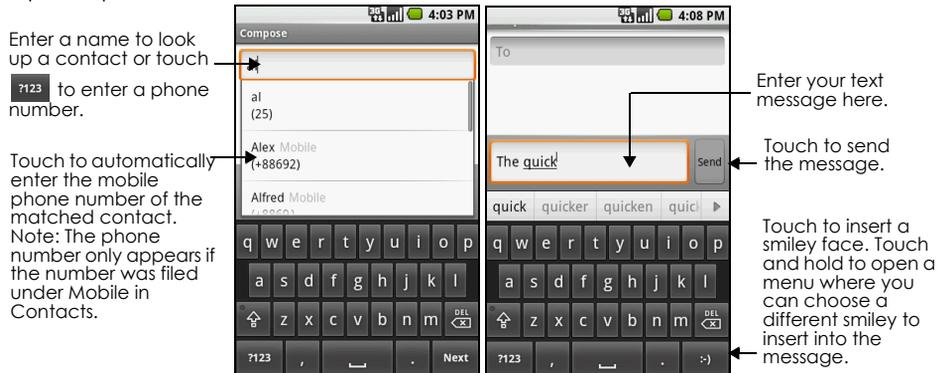 Enter a name to look
up a contact or touch
?123 to enter a phone
number.
Touch to automatically
enter the mobile
phone number of the
matched contact.
Note: The phone
number only appears if
the number was filed
under Mobile in
Contacts.
3G 4:03 PM
Compose
al
(25)
Alex Mobile
(+88692)
Alfred Mobile
q w e r t y u i o p
a s d f g h j k l
z x c v b n m DEL
?123 , . Next
3G 4:08 PM
To
The quick
Send
quick quicker quicken
q w e r t y u i o p
a s d f g h j k l
z x c v b n m DEL
?123 , . :-)
Enter your text
message here.
Touch to send
the message.
Touch to insert a
smiley face. Touch
and hold to open a
menu where you
can choose a
different smiley to
insert into the
message.